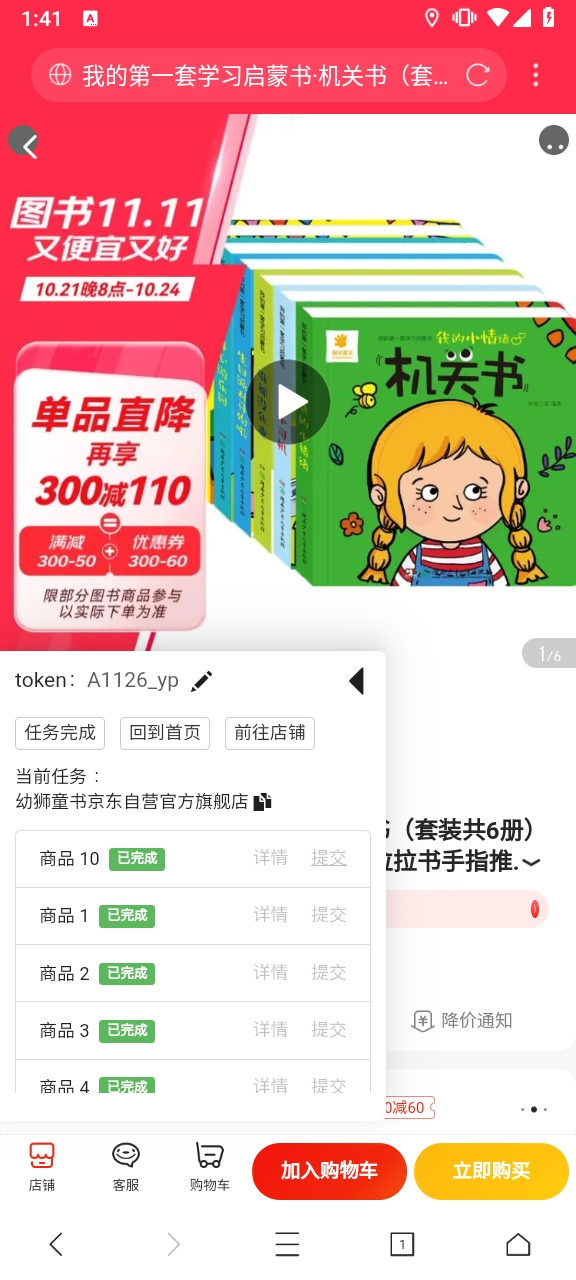 1:41
我的第一套学习启蒙书·机关书（套...
图书11.11
又便宜又好
10.21晚8点-10.24
单品直降
再享
300减110
满减
300-50
优惠券
300-60
限部分图书商品参与
以实际下单为准
我的小情绪
机关书
1/6
token： A1126_yp
任务完成 回到首页 前往店铺
当前任务：
幼狮童书京东自营官方旗舰店
书（套装共6册）
拉拉书手指推.
商品 10 已完成 详情 提交
商品 1 已完成 详情 提交
商品 2 已完成 详情 提交
商品 3 已完成 详情 提交
商品 4 已完成 详情 提交
降价通知
0减60
店铺 客服 购物车 加入购物车 立即购买
1